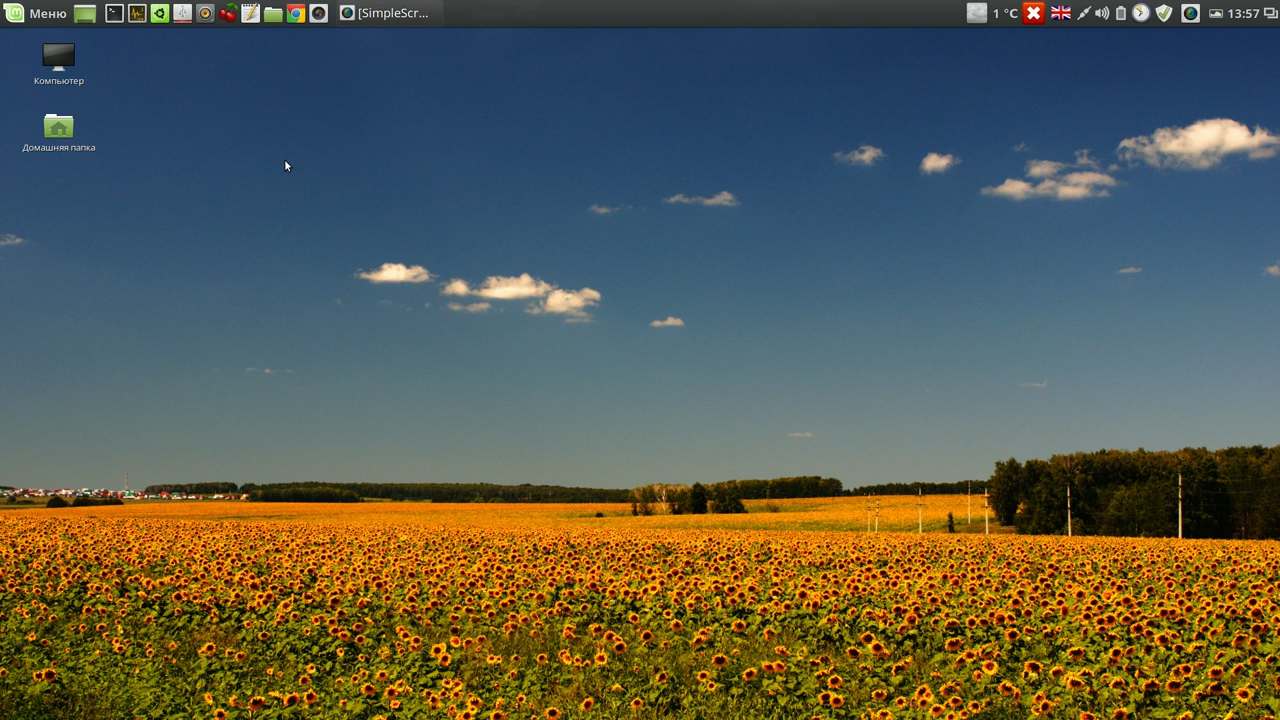 Меню
[SimpleScr...
1 °C
13:57
Компьютер
Домашняя папка